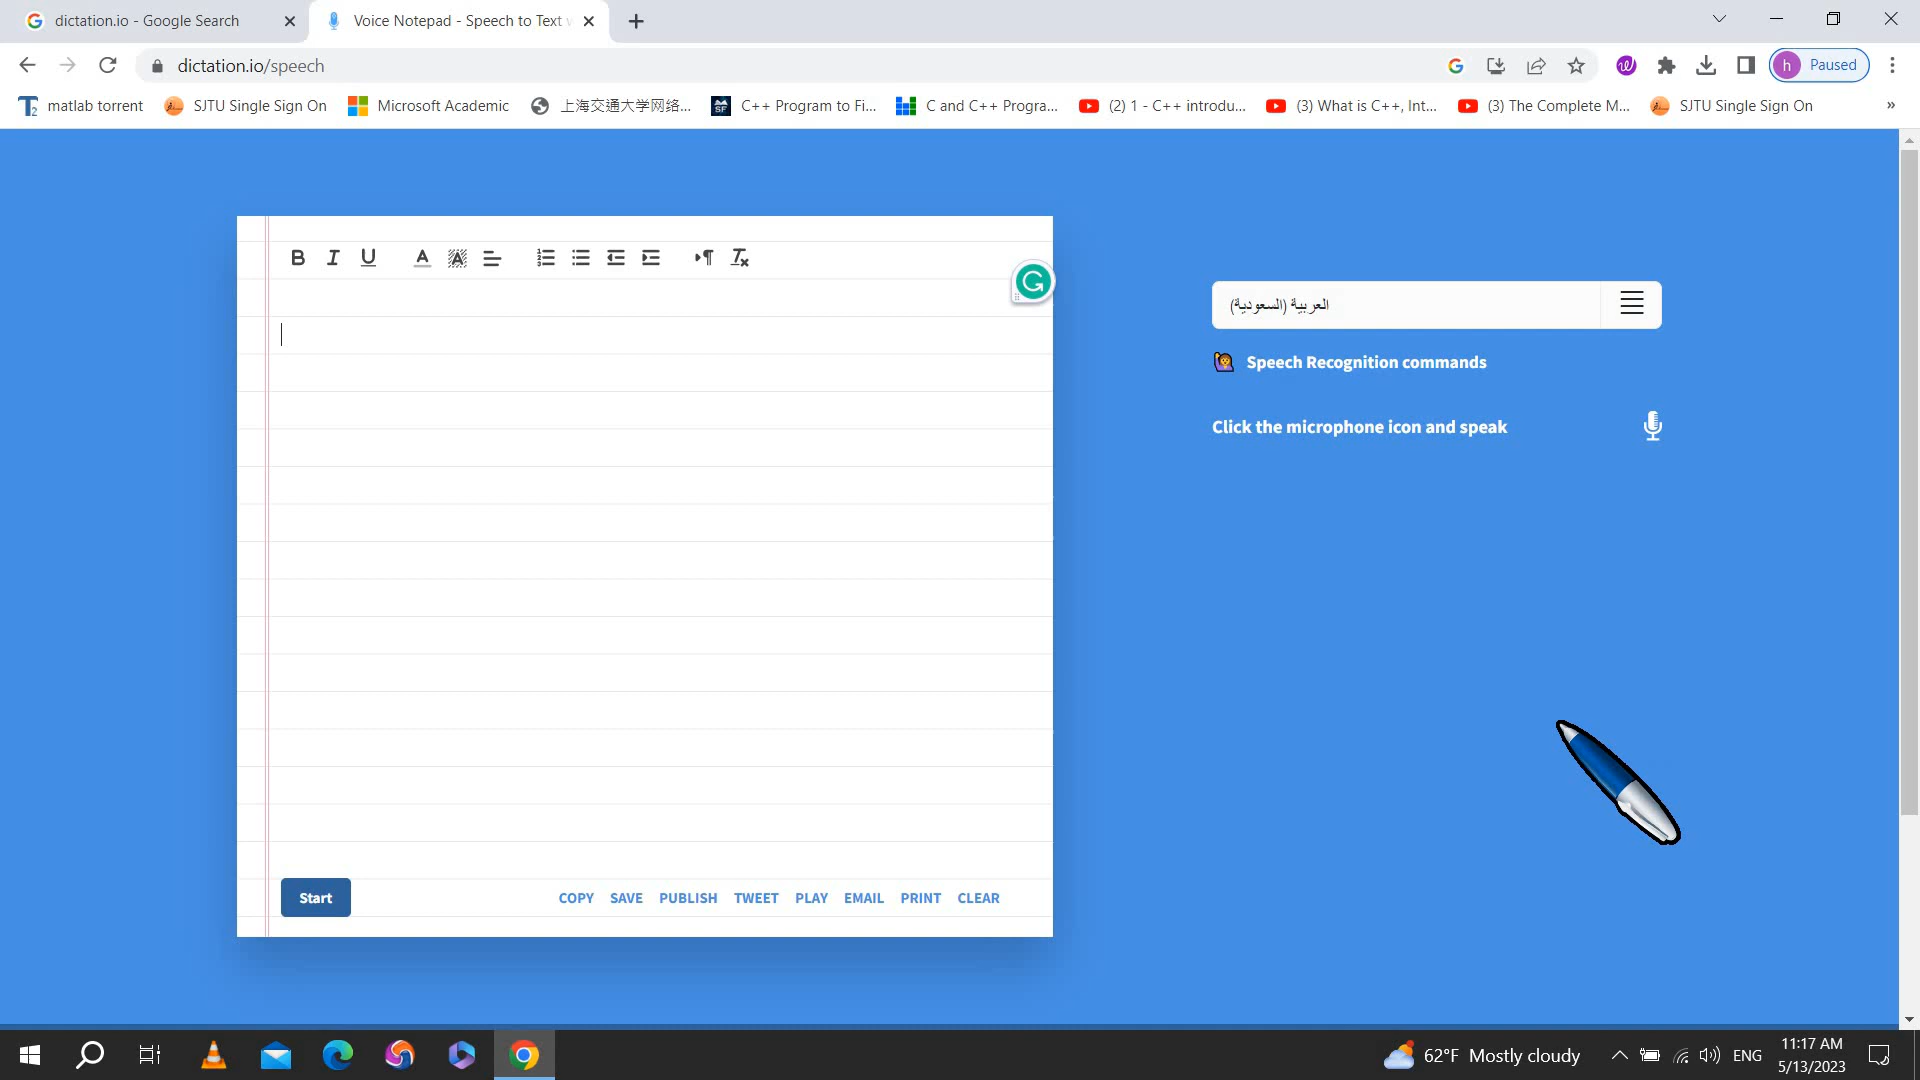 dictation.io - Google Search
Voice Notepad - Speech to Text w
dictation.io/speech
h Paused
matlab torrent
SJTU Single Sign On
Microsoft Academic
上海交通大学网络...
C++ Program to Fi...
C and C++ Progra...
(2) 1 - C++ introdu...
(3) What is C++, Int...
(3) The Complete M...
SJTU Single Sign On
»
العربية (السعودية)
Speech Recognition commands
Click the microphone icon and speak
Start
COPY SAVE PUBLISH TWEET PLAY EMAIL PRINT CLEAR
62°F Mostly cloudy
ENG
11:17 AM
5/13/2023